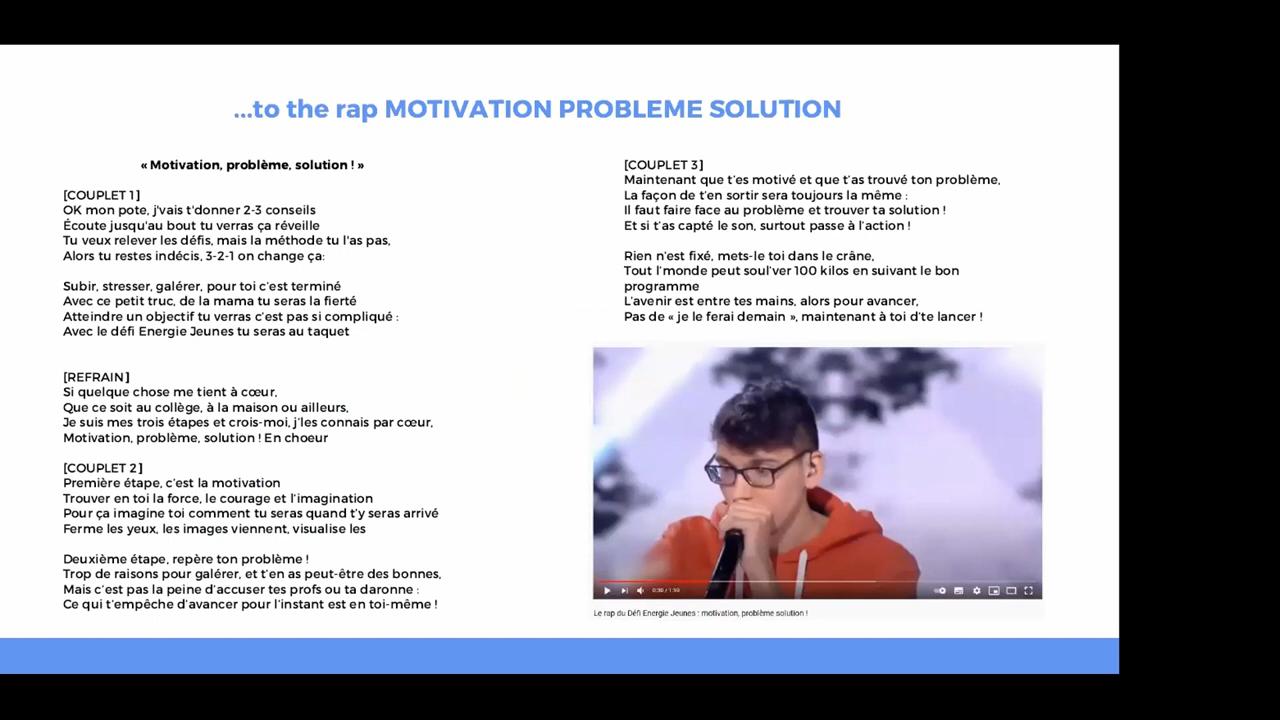 ...to the rap MOTIVATION PROBLEME SOLUTION
« Motivation, problème, solution ! »
[COUPLET 1]
OK mon pote, j'vais t'donner 2-3 conseils
Écoute jusqu'au bout tu verras ça réveille
Tu veux relever les défis, mais la méthode tu l'as pas,
Alors tu restes indécis, 3-2-1 on change ça:
Subir, stresser, galérer, pour toi c'est terminé
Avec ce petit truc, de la mama tu seras la fierté
Atteindre un objectif tu verras c'est pas si compliqué :
Avec le défi Energie Jeunes tu seras au taquet
[REFRAIN]
Si quelque chose me tient à cœur,
Que ce soit au collège, à la maison ou ailleurs,
Je suis mes trois étapes et crois-moi, j'les connais par cœur,
Motivation, problème, solution ! En choeur
[COUPLET 2]
Première étape, c'est la motivation
Trouver en toi la force, le courage et l'imagination
Pour ça imagine toi comment tu seras quand t'y seras arrivé
Ferme les yeux, les images viennent, visualise les
Deuxième étape, repère ton problème !
Trop de raisons pour galérer, et t'en as peut-être des bonnes,
Mais c'est pas la peine d'accuser tes profs ou ta daronne :
Ce qui t'empêche d'avancer pour l'instant est en toi-même !
[COUPLET 3]
Maintenant que t'es motivé et que t'as trouvé ton problème,
La façon de t'en sortir sera toujours la même :
Il faut faire face au problème et trouver ta solution !
Et si t'as capté le son, surtout passe à l'action !
Rien n'est fixé, mets-le toi dans le crâne,
Tout l'monde peut soul'ver 100 kilos en suivant le bon
programme
L'avenir est entre tes mains, alors pour avancer,
Pas de « je le ferai demain », maintenant à toi d'te lancer !
0:30 / 1:59
Le rap du Défi Energie Jeunes : motivation, problème solution !